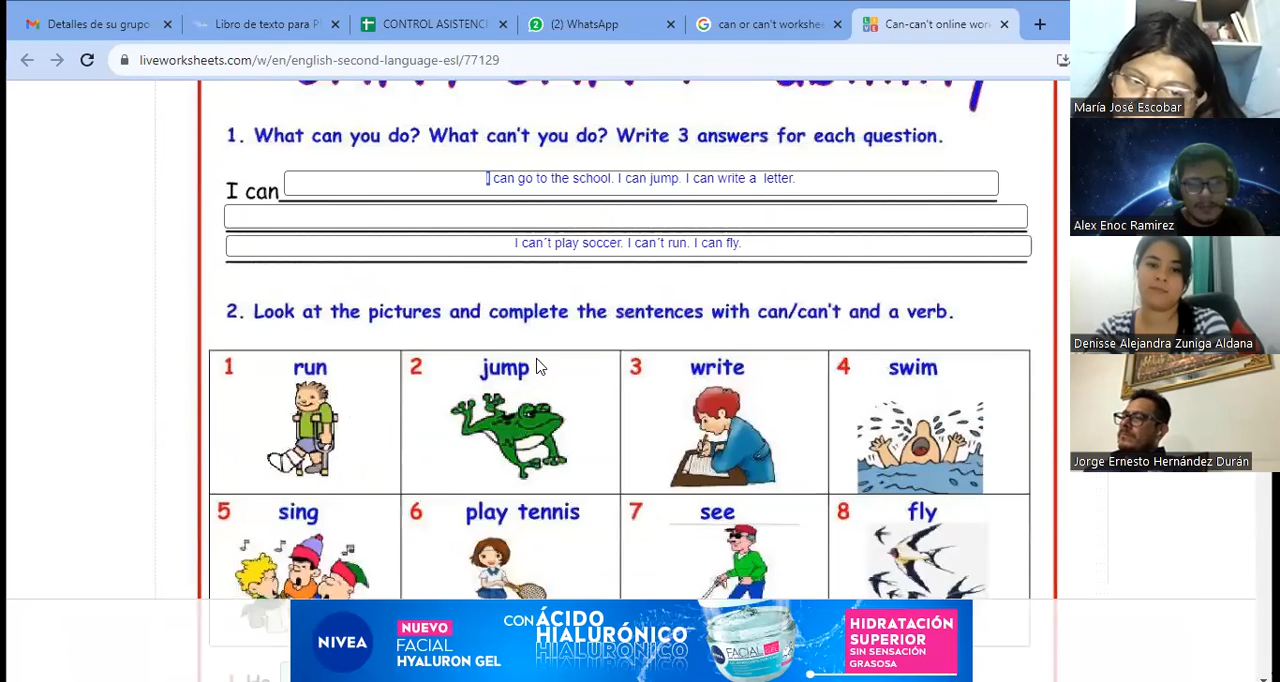 Detalles de su grupo
Libro de texto para P
CONTROL ASISTENC
(2) WhatsApp
can or can't workshe
Can-can't online wor
liveworksheets.com/w/en/english-second-language-esl/77129
1. What can you do? What can't you do? Write 3 answers for each question.
I can
I can go to the school. I can jump. I can write a letter.
I can´t play soccer. I can´t run. I can fly.
2. Look at the pictures and complete the sentences with can/can't and a verb.
1 run
2 jump
3 write
4 swim
5 sing
6 play tennis
7 see
8 fly
NIVEA
NUEVO
FACIAL
HYALURON GEL
CON ÁCIDO
HIALURÓNICO
HIALURÓNICO
NIVEA
FACIAL
HIDRATACIÓN
SUPERIOR
SIN SENSACIÓN
GRASOSA
María José Escobar
Alex Enoc Ramirez
Denisse Alejandra Zuniga Aldana
Jorge Ernesto Hernández Durán